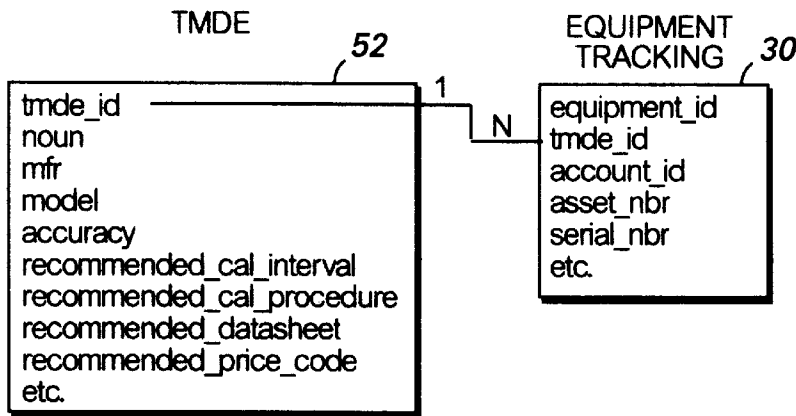 TMDE
52
tmde_id
noun
mfr
model
accuracy
recommended_cal_interval
recommended_cal_procedure
recommended_datasheet
recommended_price_code
etc.
1
N
EQUIPMENT
TRACKING
30
equipment_id
tmde_id
account_id
asset_nbr
serial_nbr
etc.